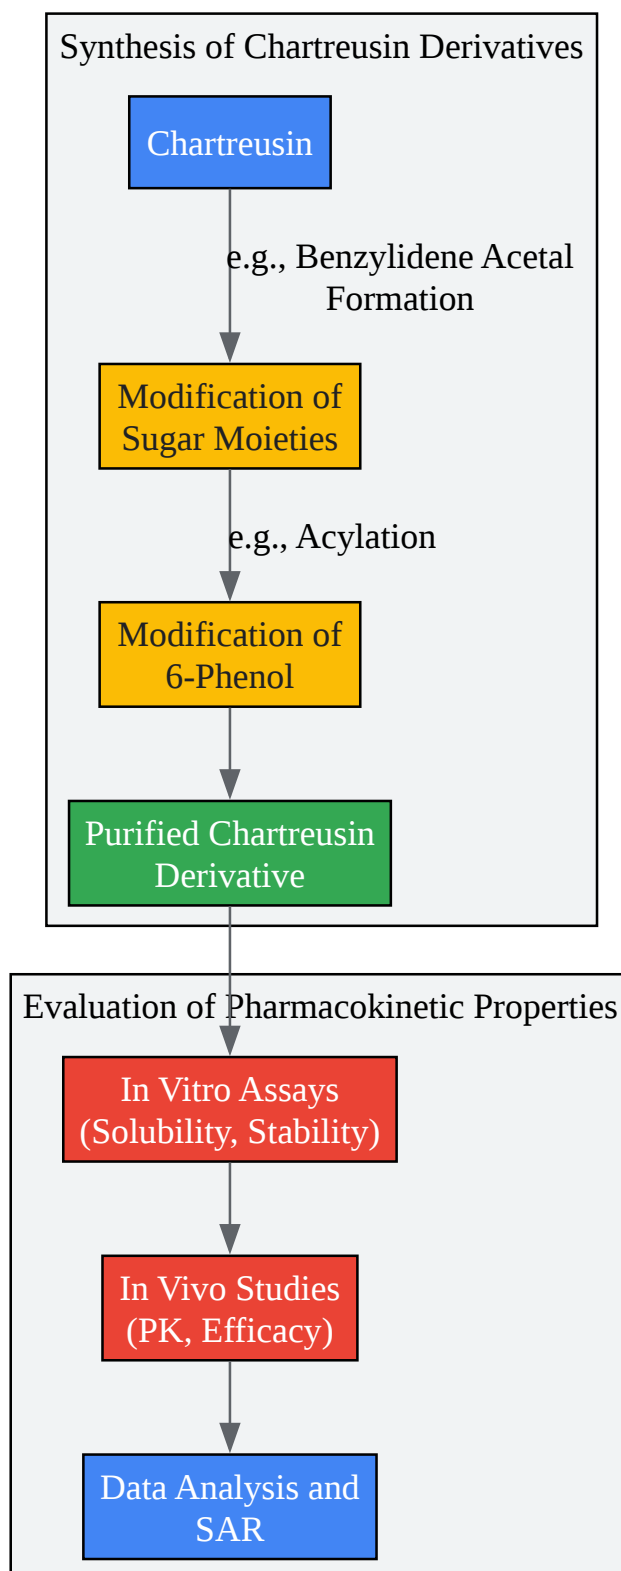 Synthesis of Chartreusin Derivatives
Chartreusin
e.g., Benzylidene Acetal
Formation
Modification of
Sugar Moieties
e.g., Acylation
Modification of
6-Phenol
Purified Chartreusin
Derivative
Evaluation of Pharmacokinetic Properties
In Vitro Assays
(Solubility, Stability)
In Vivo Studies
(PK, Efficacy)
Data Analysis and
SAR